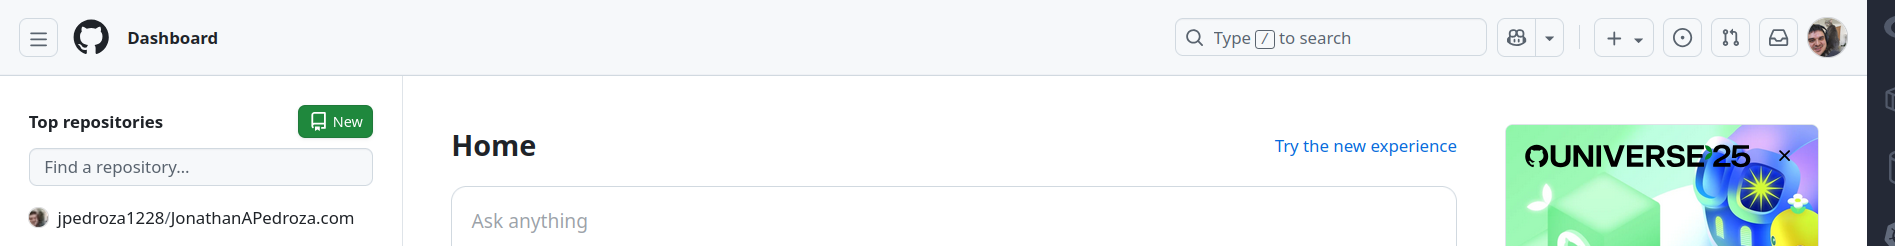 Dashboard
Type / to search
Top repositories
New
Find a repository...
jpedroza1228/JonathanAPedroza.com
Home
Try the new experience
Ask anything
UNIVERSE'25